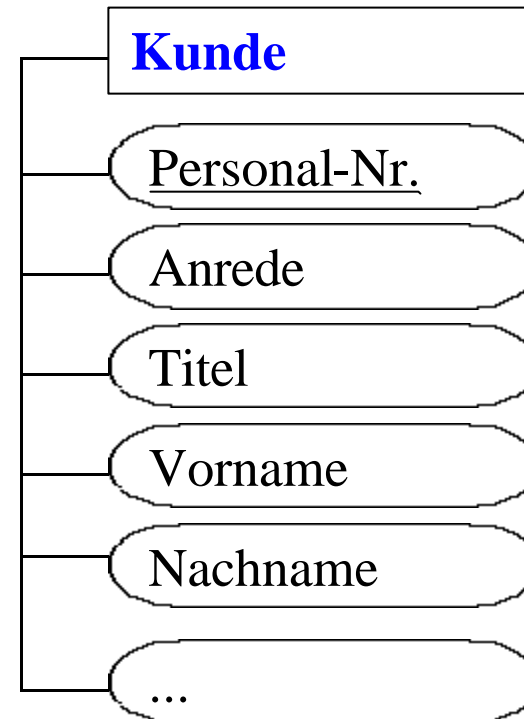 Kunde
Personal-Nr.
Anrede
Titel
Vorname
Nachname
...